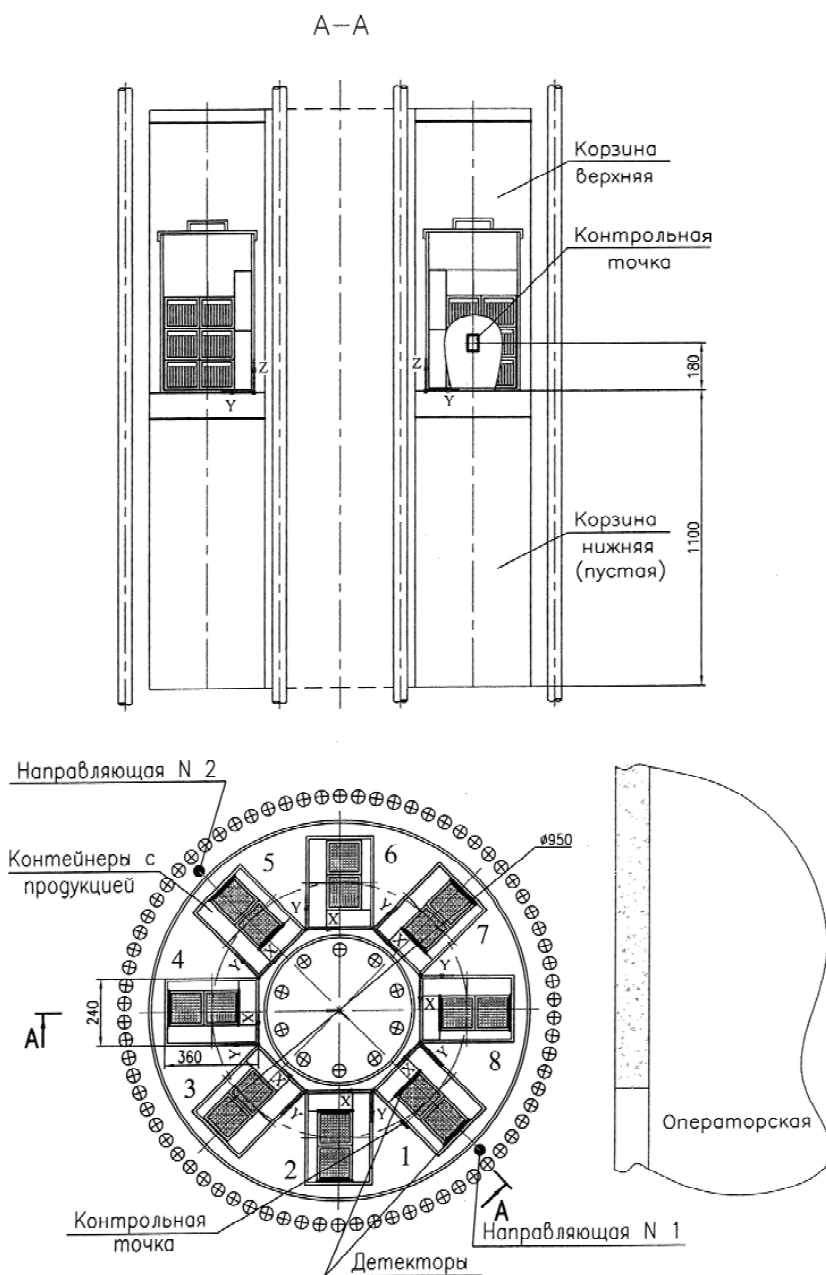 А–А
Корзина
верхняя
Контрольная
точка
Z
Y
Z
Y
180
Корзина
нижняя
(пустая)
1100
Направляющая N 2
Контейнеры с
продукцией
ø950
5
6
7
4
8
3
2
1
Y
X
Y
X
Y
X
Y
X
Y
X
Y
X
Y
X
Y
X
240
360
А
А
Операторская
Контрольная
точка
Направляющая N 1
Детекторы